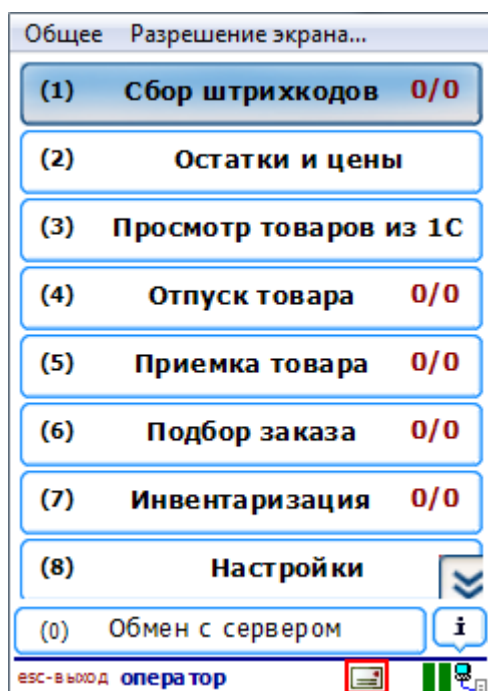 Общее Разрешение экрана...
(1) Сбор штрихкодов 0/0
(2) Остатки и цены
(3) Просмотр товаров из 1С
(4) Отпуск товара 0/0
(5) Приемка товара 0/0
(6) Подбор заказа 0/0
(7) Инвентаризация 0/0
(8) Настройки
(0) Обмен с сервером i
esc-выход оператор